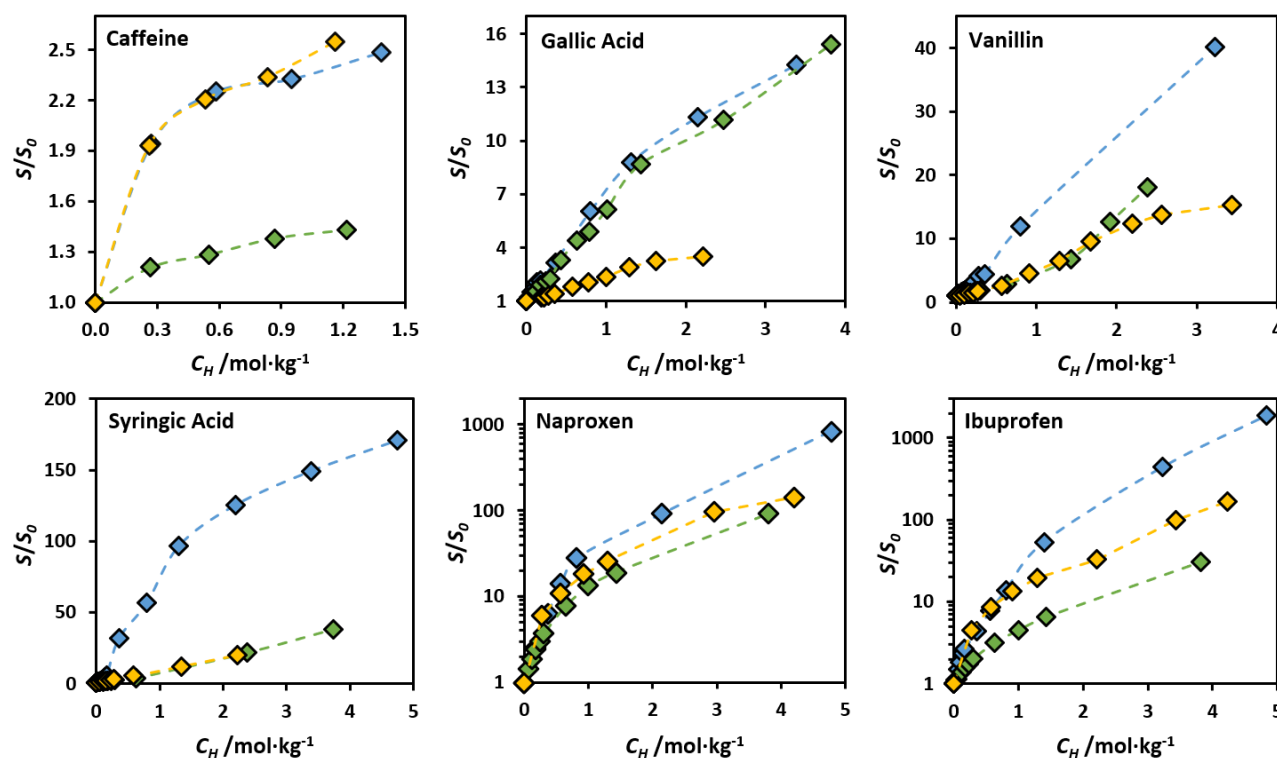 Caffeine
S/S0
2.5
2.2
1.9
1.6
1.3
1.0
0.0 0.3 0.6 0.9 1.2 1.5
CH /mol·kg-1
Gallic Acid
S/S0
16
13
10
7
4
1
0 1 2 3 4
CH /mol·kg-1
Vanillin
S/S0
40
30
20
10
0
0 1 2 3 4
CH /mol·kg-1
Syringic Acid
S/S0
200
150
100
50
0
0 1 2 3 4 5
CH /mol·kg-1
Naproxen
S/S0
1000
100
10
1
0 1 2 3 4 5
CH /mol·kg-1
Ibuprofen
S/S0
1000
100
10
1
0 1 2 3 4 5
CH /mol·kg-1